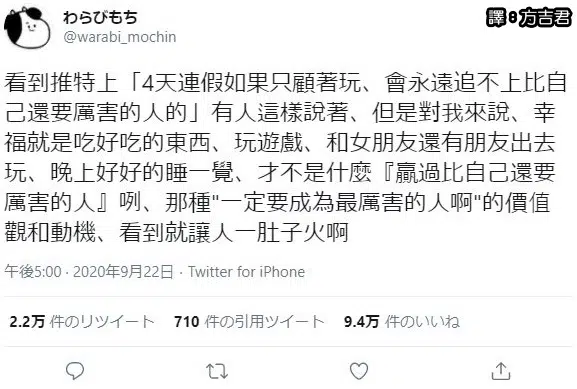 譯8方吉君
わらびもち
@warabi_mochin
看到推特上「4天連假如果只顧著玩、會永遠追不上比自
己還要厲害的人的」有人這樣說著、但是對我來說、幸
福就是吃好吃的東西、玩遊戲、和女朋友還有朋友出去
玩、晚上好好的睡一覺、才不是什麼『贏過比自己還要
厲害的人』咧、那種"一定要成為最厲害的人啊"的價值
觀和動機、看到就讓人一肚子火啊
午後5:00 · 2020年9月22日 · Twitter for iPhone
2.2万 件のリツイート 710 件の引用ツイート 9.4万 件のいいね